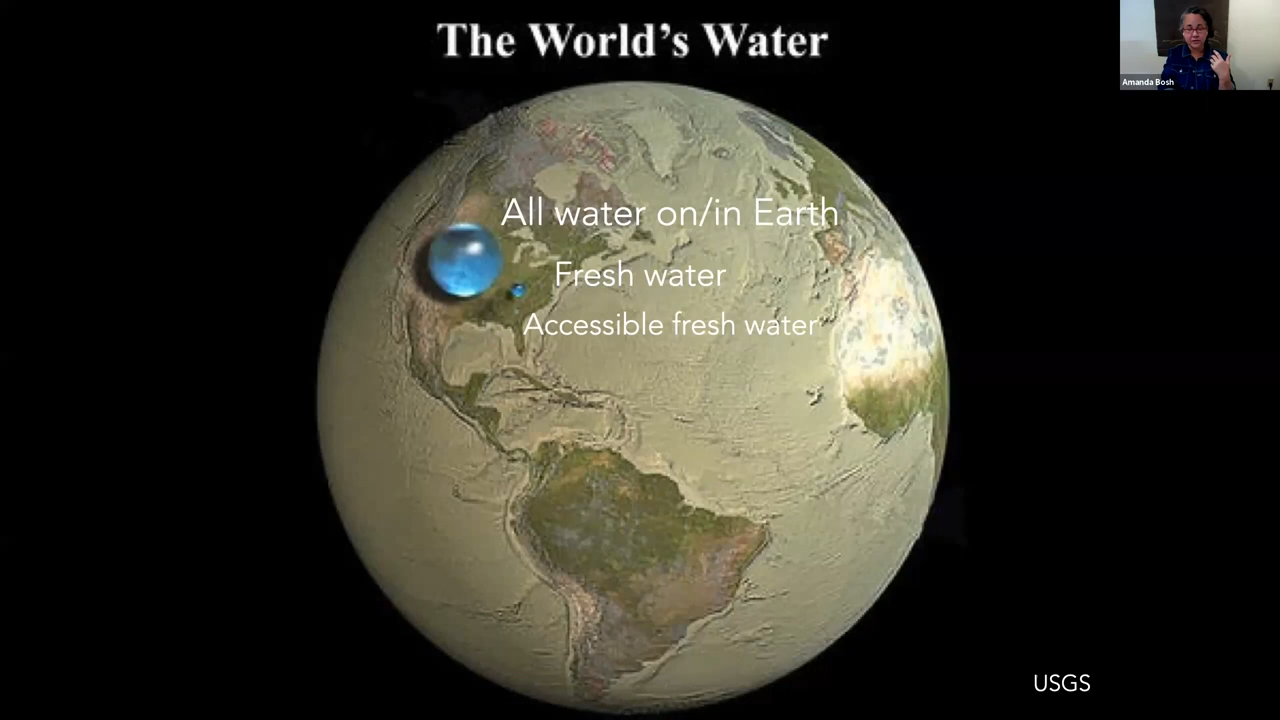 The World's Water
Amanda Bosh
All water on/in Earth
Fresh water
Accessible fresh water
USGS